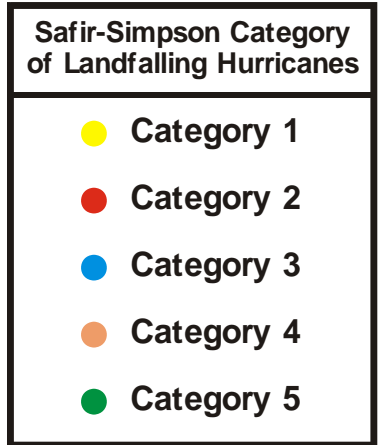 Safir-Simpson Category
of Landfalling Hurricanes
Category 1
Category 2
Category 3
Category 4
Category 5